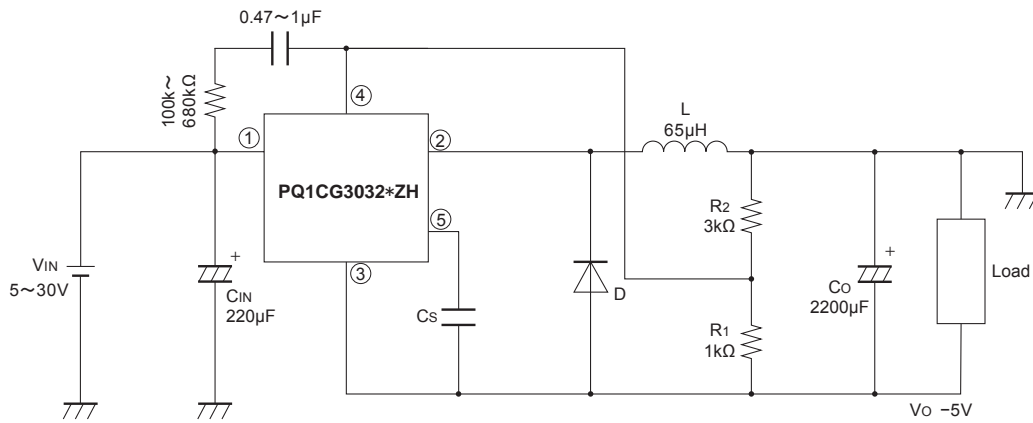 0.47～1μF
100k～
680kΩ
④
①
②
L
65μH
PQ1CG3032∗ZH
R2
3kΩ
⑤
VIN
5～30V
+
CIN
220μF
③
CS
D
R1
1kΩ
+
CO
2200μF
Load
VO −5V